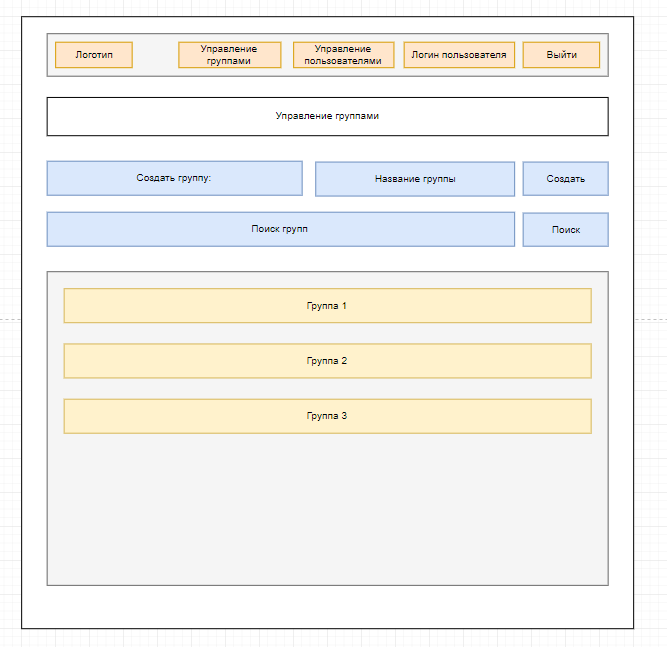 Логотип
Управление
группами
Управление
пользователями
Логин пользователя
Выйти
Управление группами
Создать группу:
Название группы
Создать
Поиск групп
Поиск
Группа 1
Группа 2
Группа 3